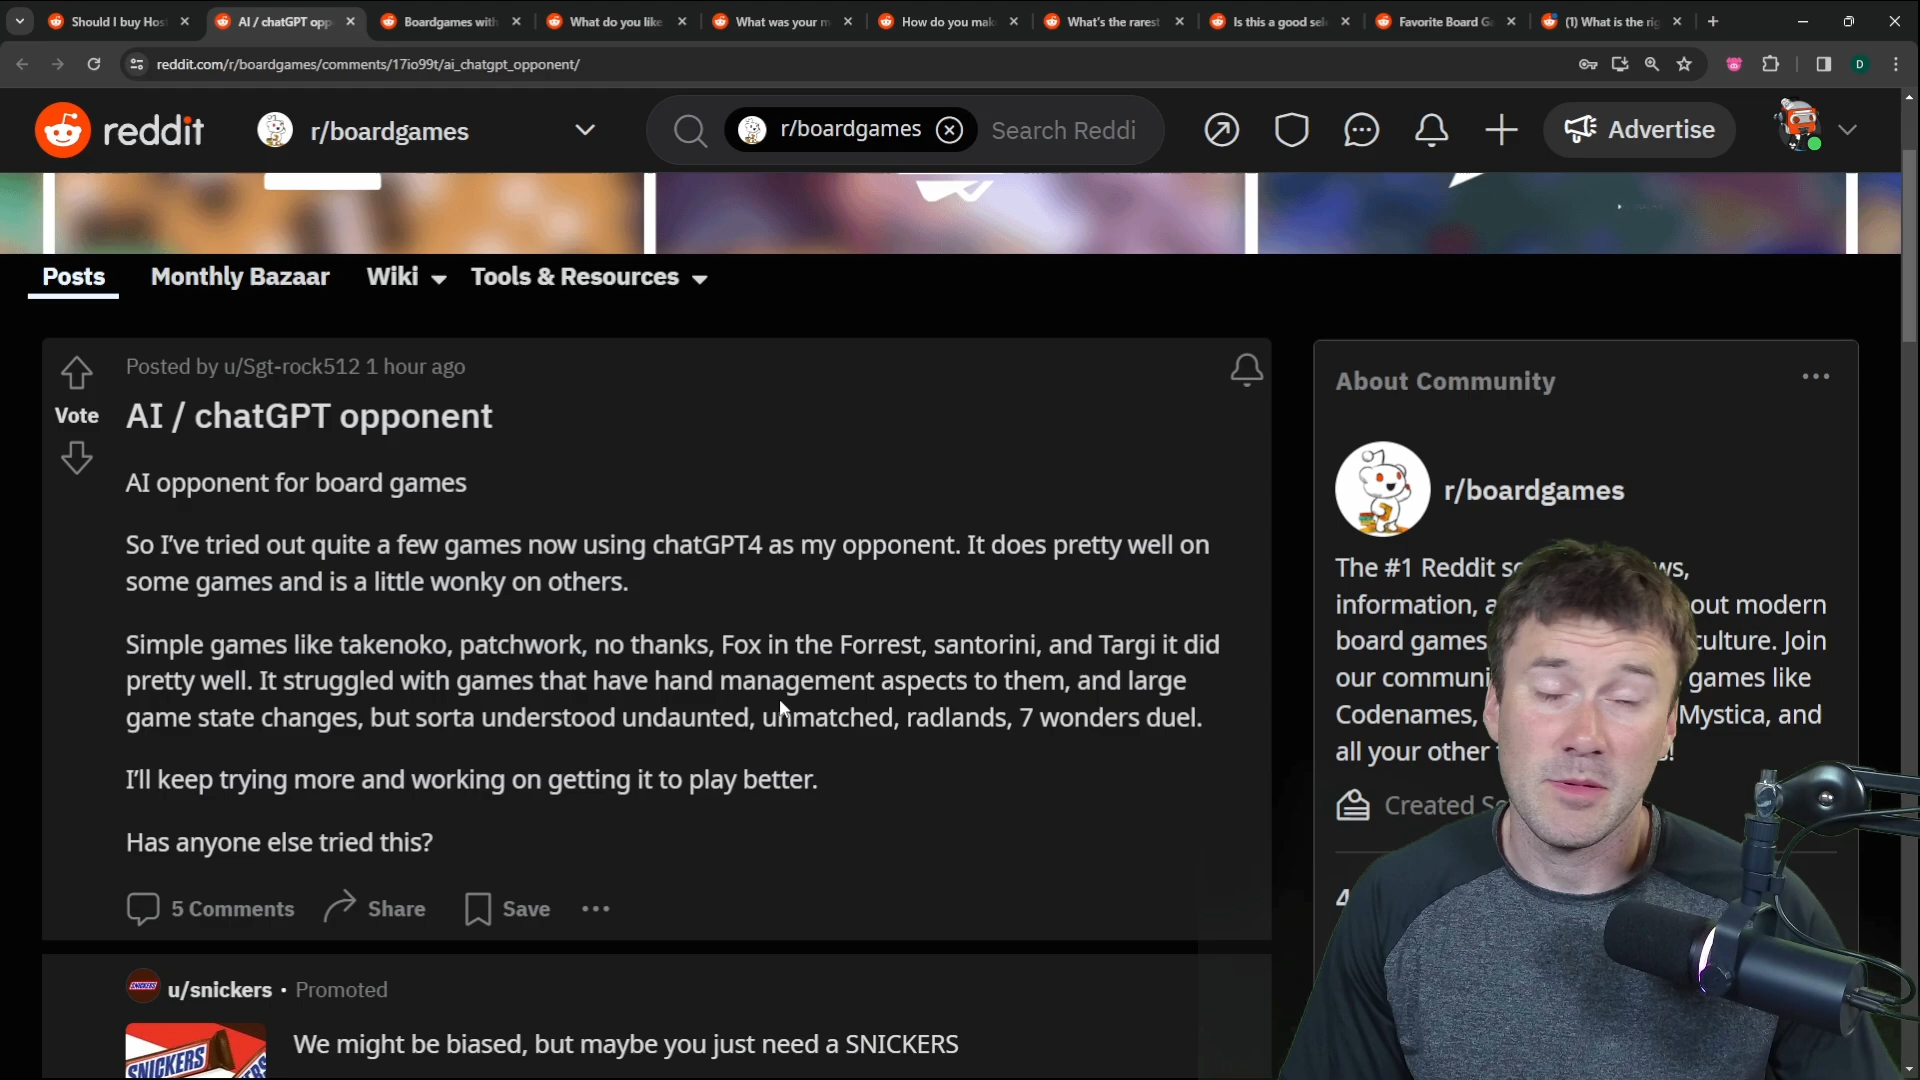 Should I buy Hos
AI / chatGPT opp
Boardgames with
What do you like
What was your m
How do you mak
What's the rarest
Is this a good sel
Favorite Board G
(1) What is the rig
reddit.com/r/boardgames/comments/17io99t/ai_chatgpt_opponent/
D
reddit
r/boardgames
r/boardgames
Search Reddi
Advertise
Posts
Monthly Bazaar
Wiki
Tools & Resources
Posted by u/Sgt-rock512 1 hour ago
Vote
AI / chatGPT opponent
AI opponent for board games
So I've tried out quite a few games now using chatGPT4 as my opponent. It does pretty well on
some games and is a little wonky on others.
Simple games like takenoko, patchwork, no thanks, Fox in the Forrest, santorini, and Targi it did
pretty well. It struggled with games that have hand management aspects to them, and large
game state changes, but sorta understood undaunted, unmatched, radlands, 7 wonders duel.
I'll keep trying more and working on getting it to play better.
Has anyone else tried this?
5 Comments
Share
Save
SNICKERS
u/snickers • Promoted
SNICKERS
We might be biased, but maybe you just need a SNICKERS
About Community
r/boardgames
The #1 Reddit
information, out modern
board games culture. Join
our games like
Codenames, Mystica, and
all your other
Created